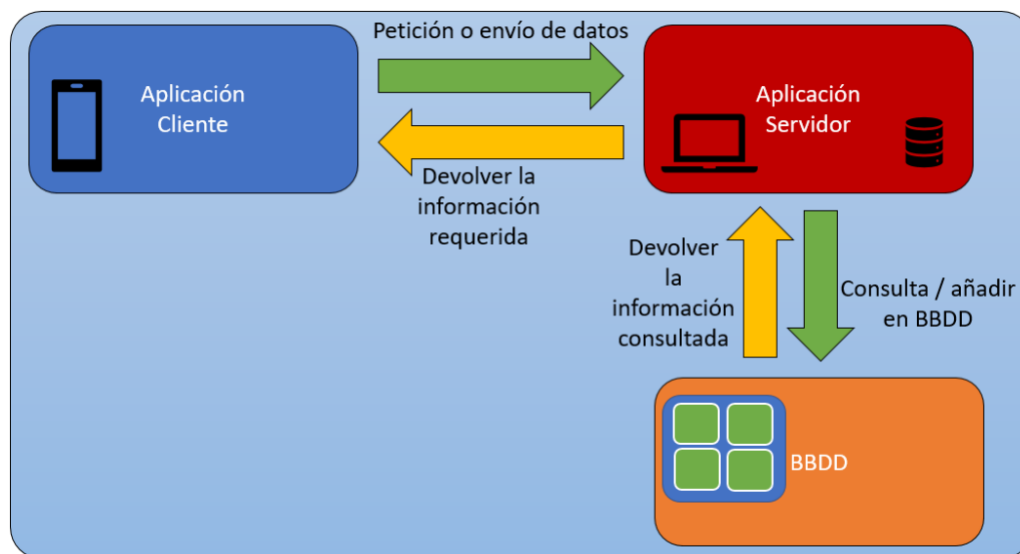 Petición o envío de datos
Aplicación
Cliente
Aplicación
Servidor
Devolver la
información
requerida
Devolver
la
información
consultada
Consulta / añadir
en BBDD
BBDD